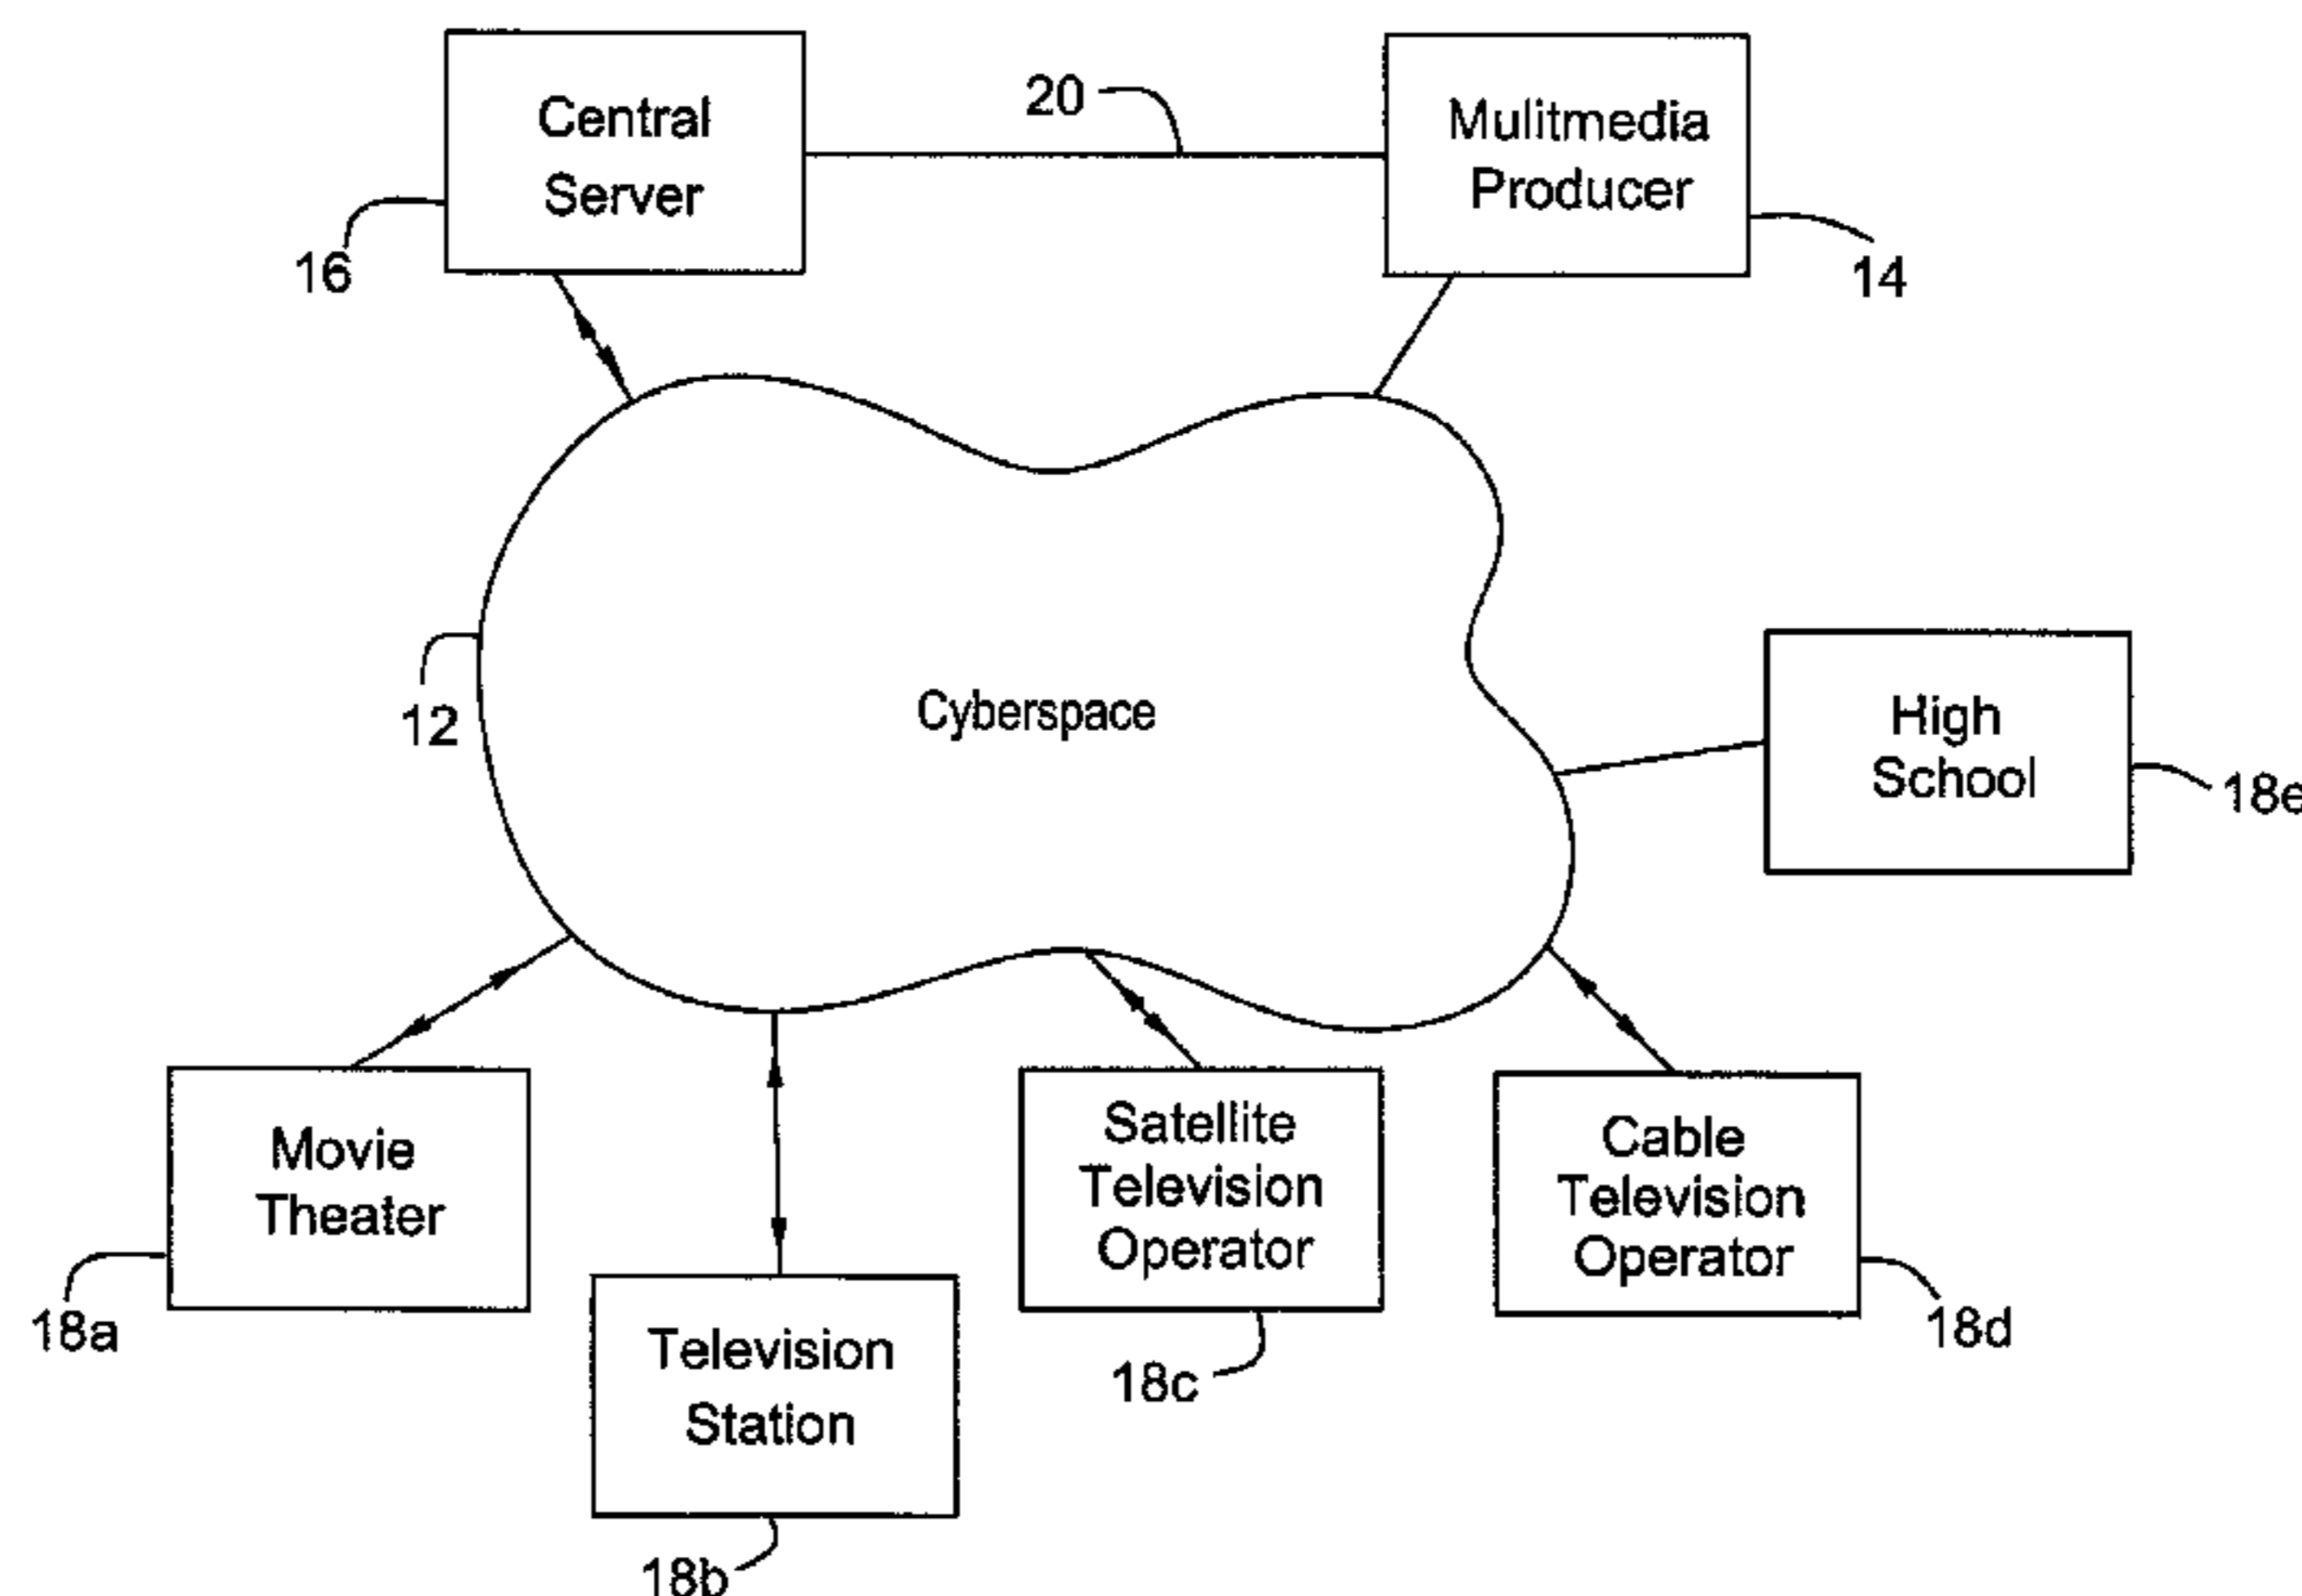 Central
Server
20
Mulitmedia
Producer
16
14
12
Cyberspace
High
School
18e
Movie
Theater
18a
Television
Station
18b
Satellite
Television
Operator
18c
Cable
Television
Operator
18d